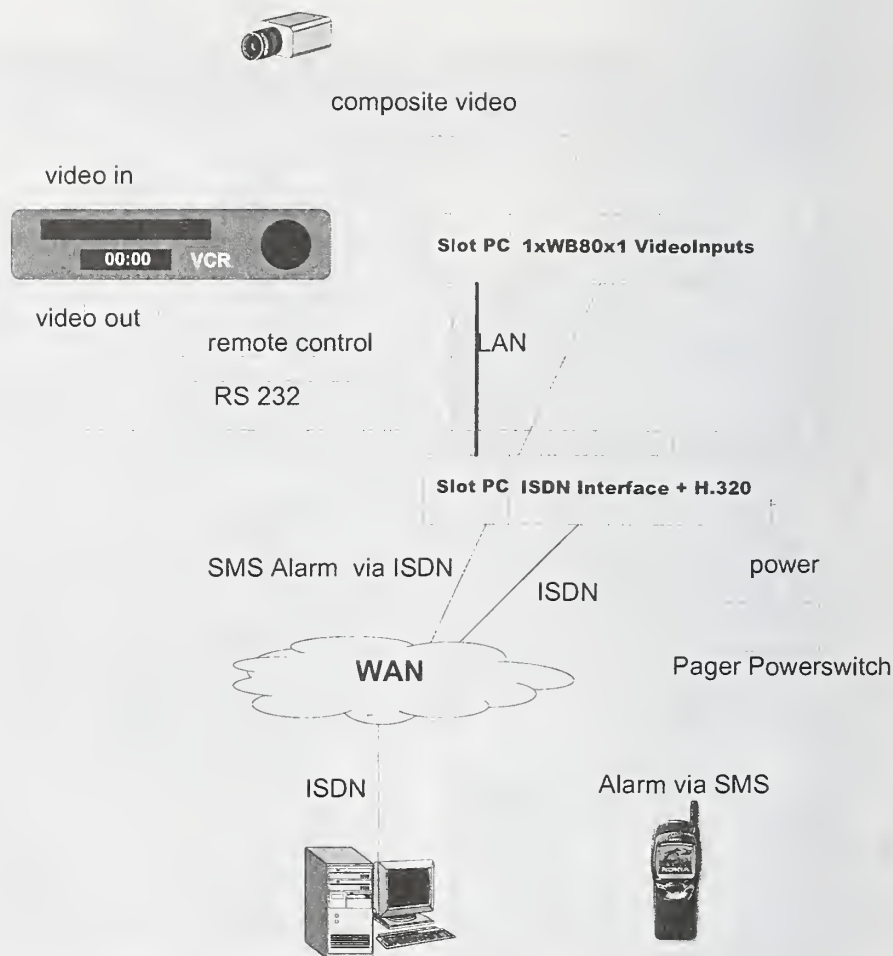 composite video
video in
00:00 VCR
Slot PC 1xWB80x1 VideoInputs
video out
remote control
LAN
RS 232
Slot PC ISDN Interface + H.320
SMS Alarm via ISDN
power
ISDN
WAN
Pager Powerswitch
ISDN
Alarm via SMS
NOKIA